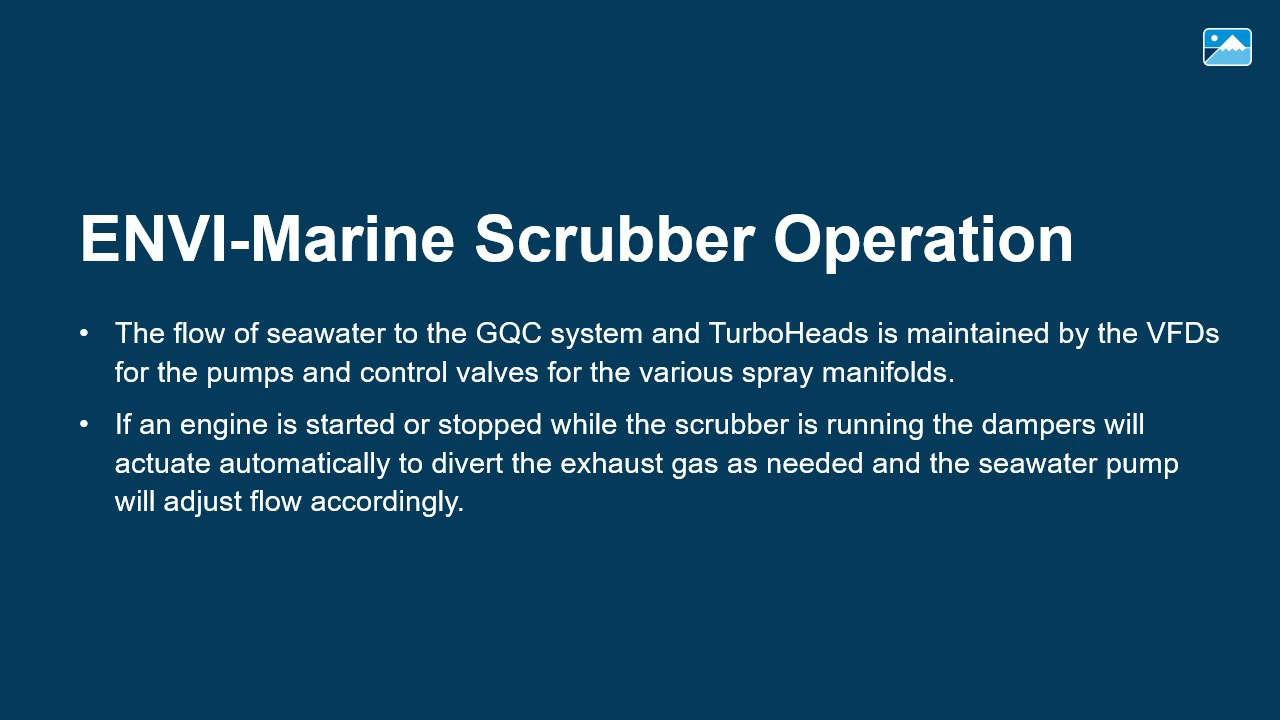 ENVI-Marine Scrubber Operation
• The flow of seawater to the GQC system and TurboHeads is maintained by the VFDs
for the pumps and control valves for the various spray manifolds.
• If an engine is started or stopped while the scrubber is running the dampers will
actuate automatically to divert the exhaust gas as needed and the seawater pump
will adjust flow accordingly.